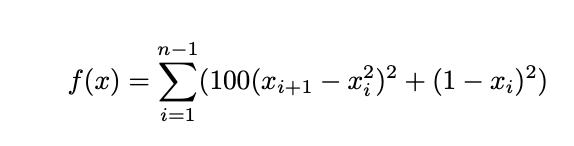 f(x) = \sum_{i=1}^{n-1} (100(x_{i+1} - x_i^2)^2 + (1 - x_i)^2)